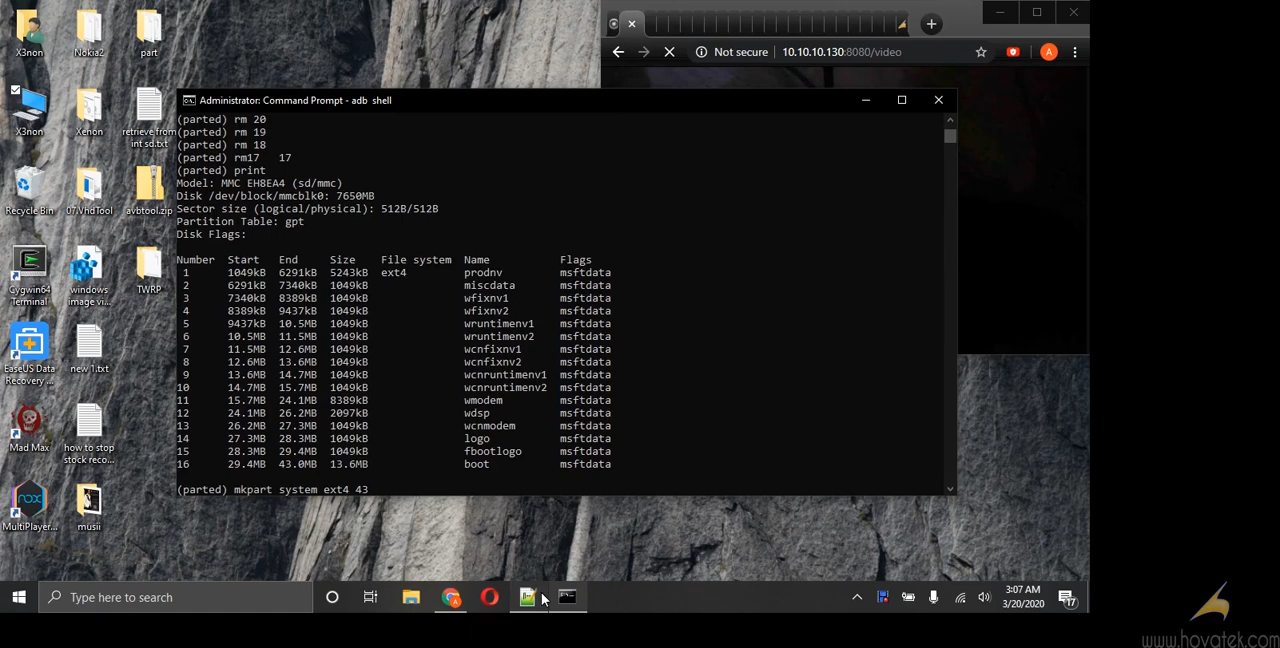 X3non
Nokia2
part
X3non
Xenon
retrieve from
int sd.txt
Recycle Bin
07.VhdTool
avbtool.zip
Cygwin64
Terminal
windows
image vi...
TWRP
EaseUS Data
Recovery ...
new 1.txt
Mad Max
how to stop
stock reco...
MultiPlayer...
musii
Not secure
10.10.10.130:8080/video
A
Administrator: Command Prompt - adb  shell
(parted) rm 20
(parted) rm 19
(parted) rm 18
(parted) rm17   17
(parted) print
Model: MMC EH8EA4 (sd/mmc)
Disk /dev/block/mmcblk0: 7650MB
Sector size (logical/physical): 512B/512B
Partition Table: gpt
Disk Flags:
Number  Start   End     Size    File system  Name         Flags
1      1049kB  6291kB  5243kB  ext4         prodnv       msftdata
2      6291kB  7340kB  1049kB               miscdata     msftdata
3      7340kB  8389kB  1049kB               wfixnv1      msftdata
4      8389kB  9437kB  1049kB               wfixnv2      msftdata
5      9437kB  10.5MB  1049kB               wruntimenv1  msftdata
6      10.5MB  11.5MB  1049kB               wruntimenv2  msftdata
7      11.5MB  12.6MB  1049kB               wcnfixnv1    msftdata
8      12.6MB  13.6MB  1049kB               wcnfixnv2    msftdata
9      13.6MB  14.7MB  1049kB               wcnruntimenv1  msftdata
10      14.7MB  15.7MB  1049kB               wcnruntimenv2  msftdata
11      15.7MB  24.1MB  8389kB               wmodem       msftdata
12      24.1MB  26.2MB  2097kB               wdsp         msftdata
13      26.2MB  27.3MB  1049kB               wcnmodem     msftdata
14      27.3MB  28.3MB  1049kB               logo         msftdata
15      28.3MB  29.4MB  1049kB               fbootlogo    msftdata
16      29.4MB  43.0MB  13.6MB               boot         msftdata
(parted) mkpart system ext4 43
Type here to search
A
3:07 AM
3/20/2020
17
www.hovatek.com